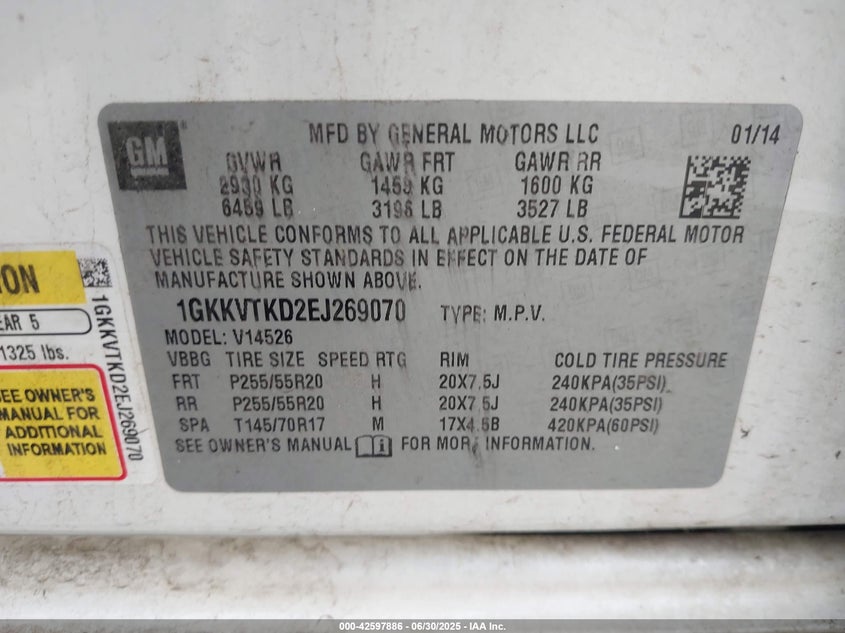 GM
MFD BY GENERAL MOTORS LLC 01/14
GVWR GAWR FRT GAWR RR
2930 KG 1450 KG 1600 KG
6459 LB 3196 LB 3527 LB
THIS VEHICLE CONFORMS TO ALL APPLICABLE U.S. FEDERAL MOTOR
VEHICLE SAFETY STANDARDS IN EFFECT ON THE DATE OF
MANUFACTURE SHOWN ABOVE.
1GKKVTKD2EJ269070 TYPE: M.P.V.
MODEL: V14526
VBBG TIRE SIZE SPEED RTG RIM COLD TIRE PRESSURE
FRT P255/55R20 H 20X7.5J 240KPA(35PSI)
RR P255/55R20 H 20X7.5J 240KPA(35PSI)
SPA T145/70R17 M 17X4.5B 420KPA(60PSI)
SEE OWNER'S MANUAL FOR MORE INFORMATION.
ION
EAR 5
1325 lbs.
SEE OWNER'S
MANUAL FOR
ADDITIONAL
INFORMATION
1GKKVTKD2EJ269070
000-42597886 - 06/30/2025 - IAA Inc.